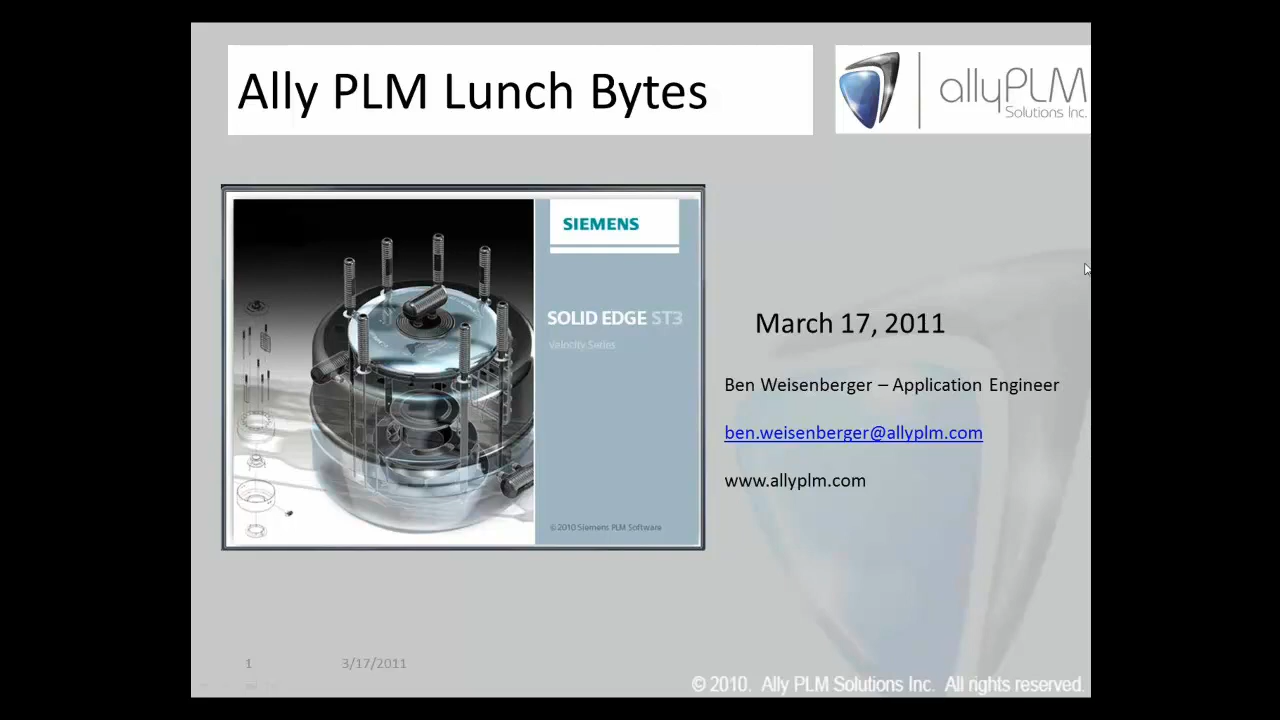 Ally PLM Lunch Bytes
allyPLM
Solutions Inc.
SIEMENS
SOLID EDGE ST3
Velocity Series
© 2010 Siemens PLM Software
March 17, 2011
Ben Weisenberger – Application Engineer
ben.weisenberger@allyplm.com
www.allyplm.com
1
3/17/2011
© 2010. Ally PLM Solutions Inc. All rights reserved.